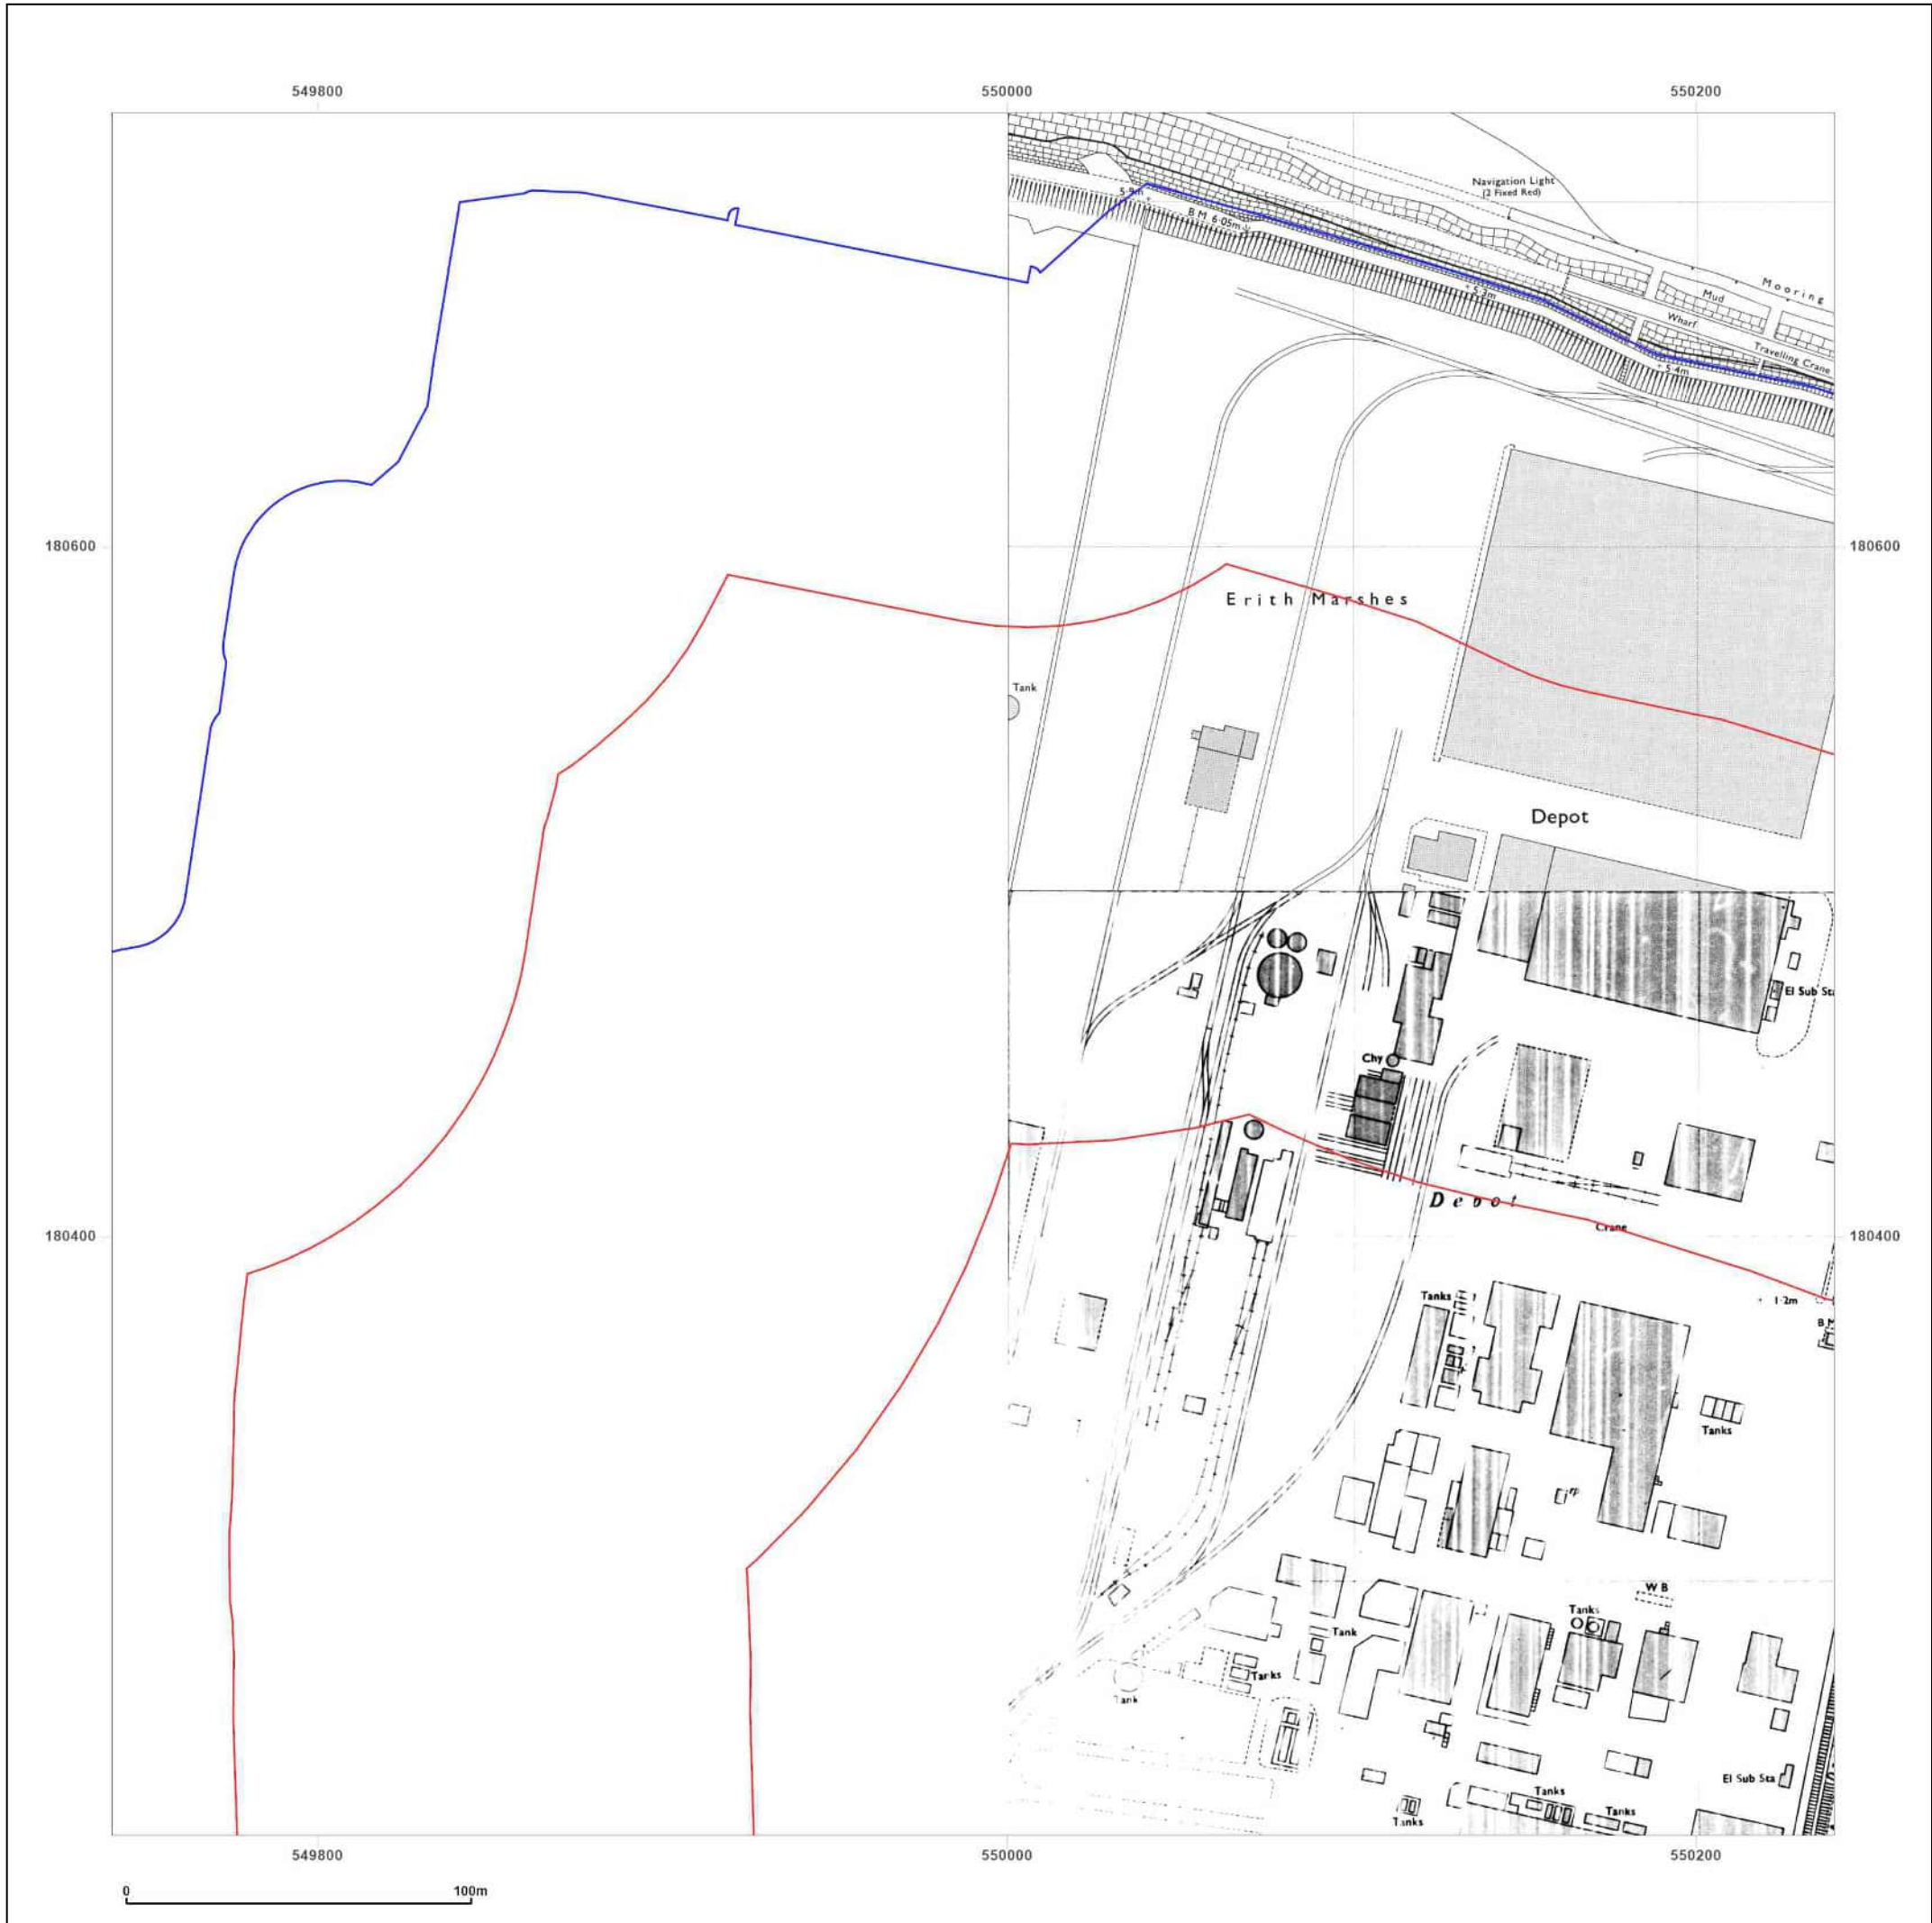 549800
550000
550200
Navigation Light
(2 Fixed Red)
5·9m
B M 6·05m
Mooring
Mud
5·3m
Wharf
Travelling Crane
5·4m
180600
180600
Erith Marshes
Tank
Depot
El Sub Sta
Chy
Depot
Crane
180400
180400
Tanks
1·2m
B M
Tanks
W B
Tanks
Tank
Tanks
Tank
El Sub Sta
Tanks
Tanks
Tanks
549800
550000
550200
0
100m